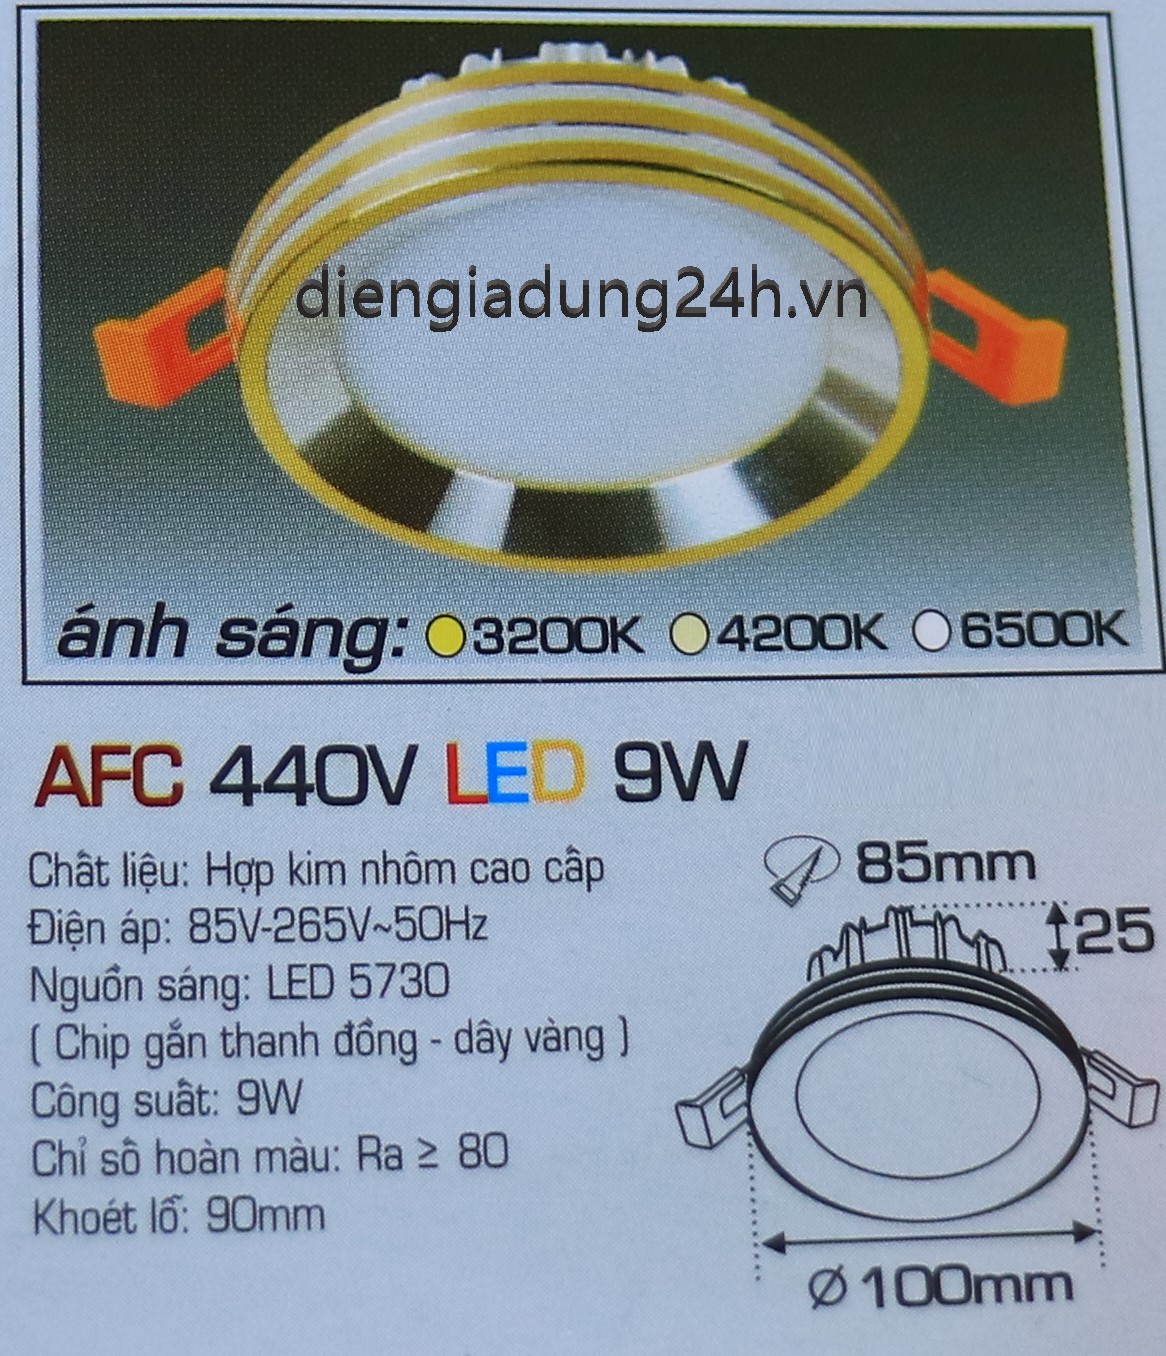 diengiadung24h.vn
ánh sáng: 3200K 4200K 6500K
AFC 440V LED 9W
Chất liệu: Hợp kim nhôm cao cấp
Điện áp: 85V-265V~50Hz
Nguồn sáng: LED 5730
( Chip gắn thanh đồng - dây vàng )
Công suất: 9W
Chỉ số hoàn màu: Ra ≥ 80
Khoét lỗ: 90mm
85mm
25
Ø 100mm